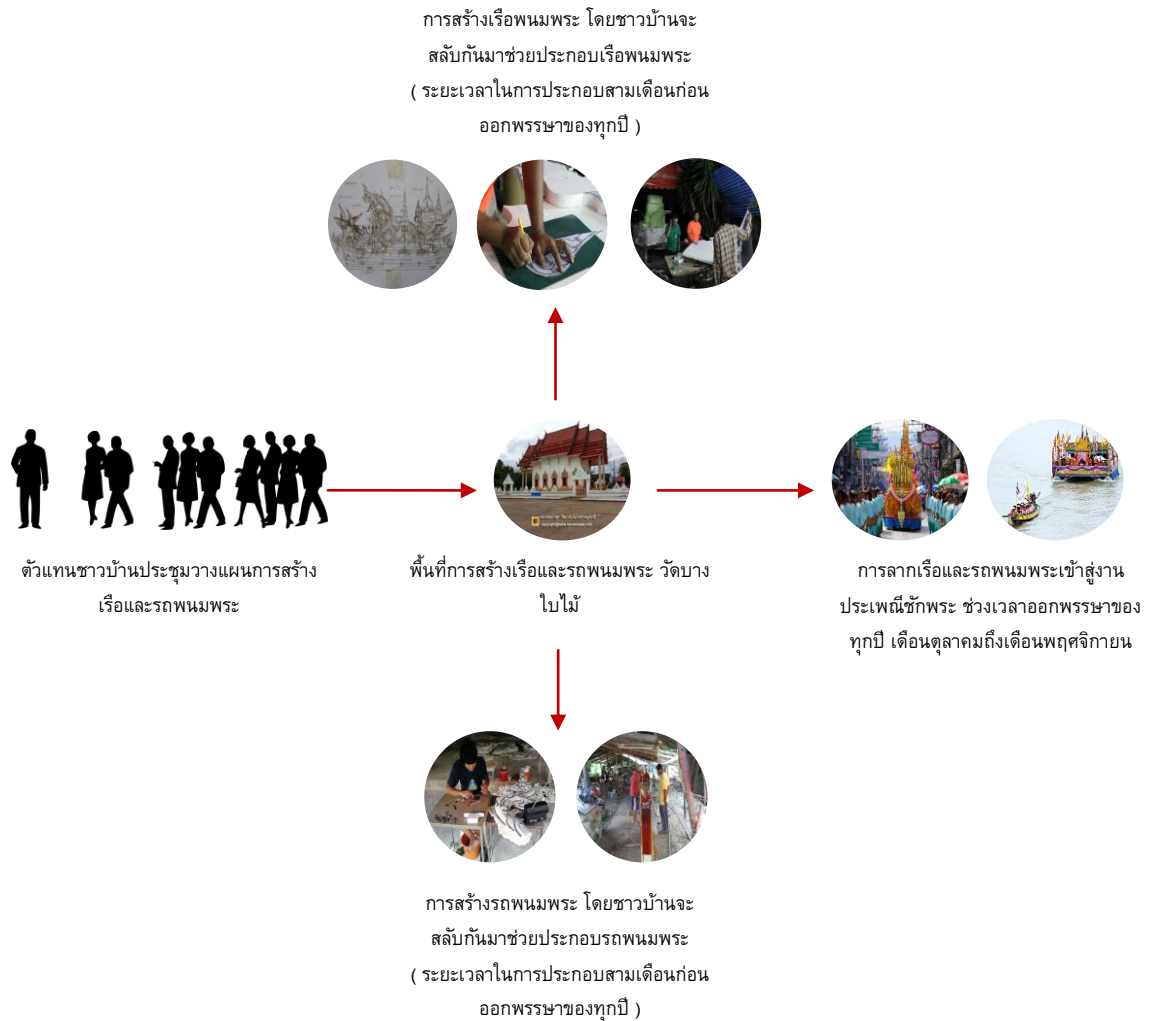 การสร้างเรือพนมพระ โดยชาวบ้านจะ
สลับกันมาช่วยประกอบเรือพนมพระ
( ระยะเวลาในการประกอบสามเดือนก่อน
ออกพรรษาของทุกปี )
ตัวแทนชาวบ้านประชุมวางแผนการสร้าง
เรือและรถพนมพระ
พื้นที่การสร้างเรือและรถพนมพระ วัดบาง
ใบไม้
การลากเรือและรถพนมพระเข้าสู่งาน
ประเพณีชักพระ ช่วงเวลาออกพรรษาของ
ทุกปี เดือนตุลาคมถึงเดือนพฤศจิกายน
การสร้างรถพนมพระ โดยชาวบ้านจะ
สลับกันมาช่วยประกอบรถพนมพระ
( ระยะเวลาในการประกอบสามเดือนก่อน
ออกพรรษาของทุกปี )